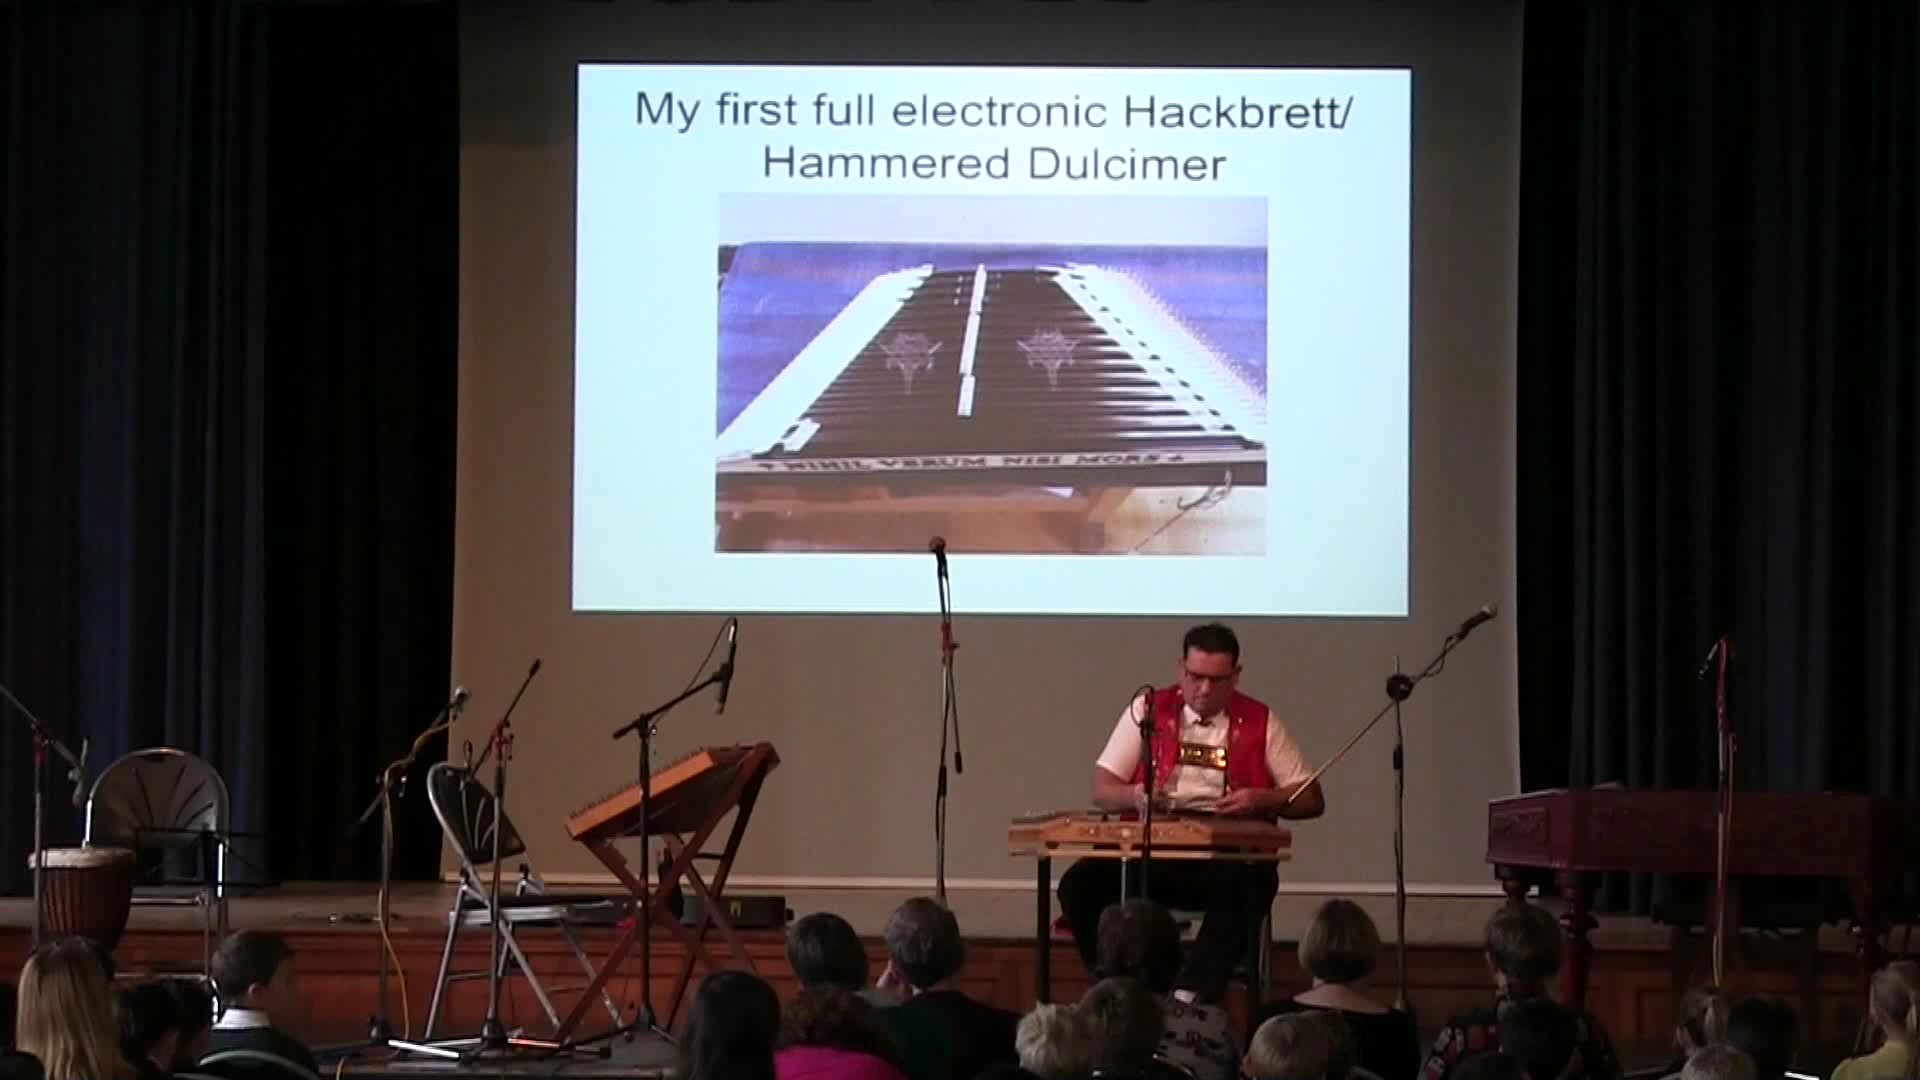 My first full electronic Hackbrett/
Hammered Dulcimer
NIHIL VERUM NISI MORS